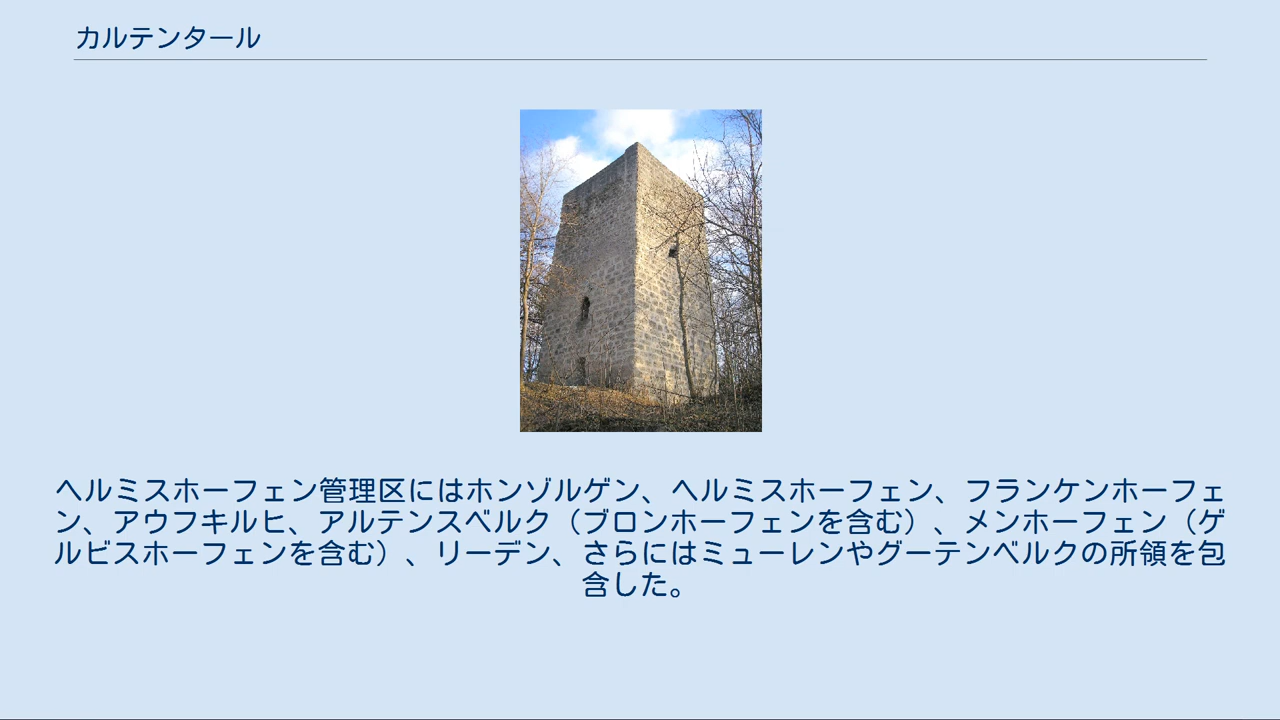 カルテンタール
ヘルミスホーフェン管理区にはホンゾルゲン、ヘルミスホーフェン、フランケンホーフェ
ン、アウフキルヒ、アルテンスベルク（ブロンホーフェンを含む）、メンホーフェン（ゲ
ルビスホーフェンを含む）、リーデン、さらにはミューレンやグーテンベルクの所領を包
含した。